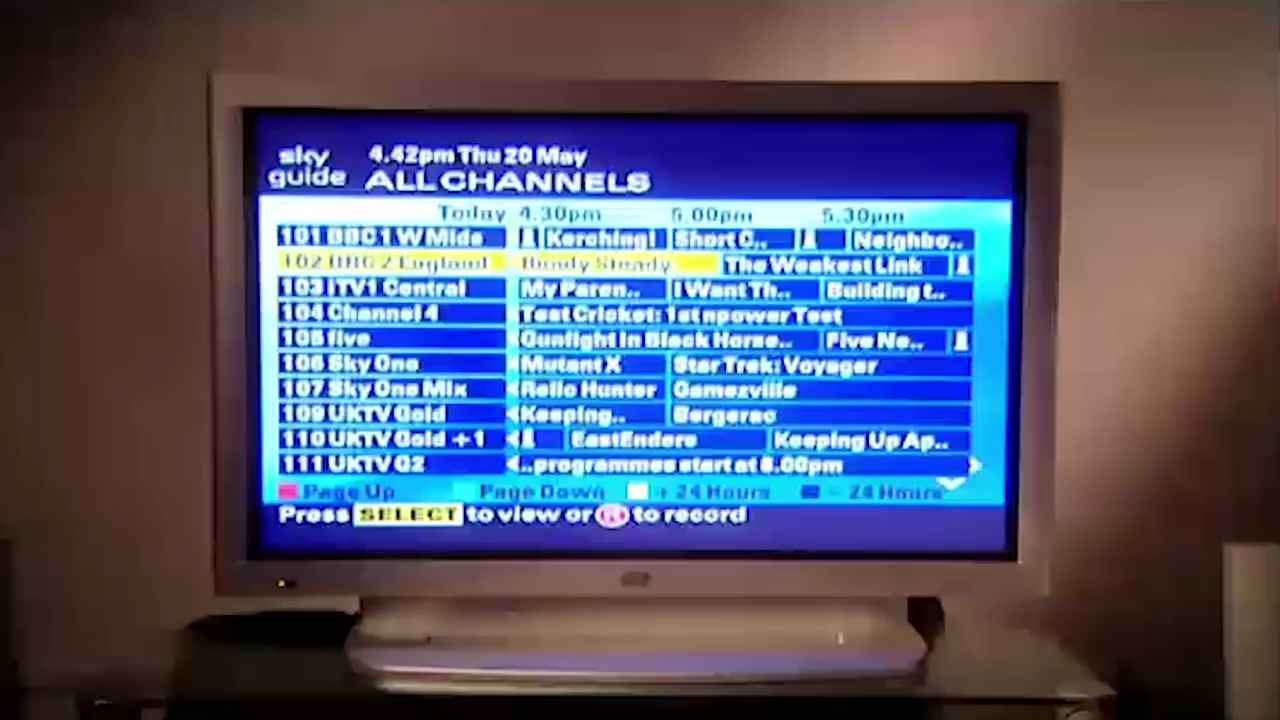 sky guide
4.42pm Thu 20 May
ALL CHANNELS
Today 4.30pm 5.00pm 5.30pm
101 BBC 1 W Mids Kerching! Short C.. Neighbo..
102 BBC 2 England Ready Steady The Weakest Link
103 iTV1 Central My Paren.. I Want Th.. Building t..
104 Channel 4 Test Cricket: 1st npower Test
105 five Gunfight in Black Horse.. Five Ne..
106 Sky One Mutant X Star Trek: Voyager
107 Sky One Mix Relic Hunter Gamezville
109 UKTV Gold Keeping.. Bergerac
110 UKTV Gold +1 EastEnders Keeping Up Ap..
111 UKTV G2 ..programmes start at 6.00pm
Page Up Page Down + 24 Hours - 24 Hours
Press SELECT to view or R to record